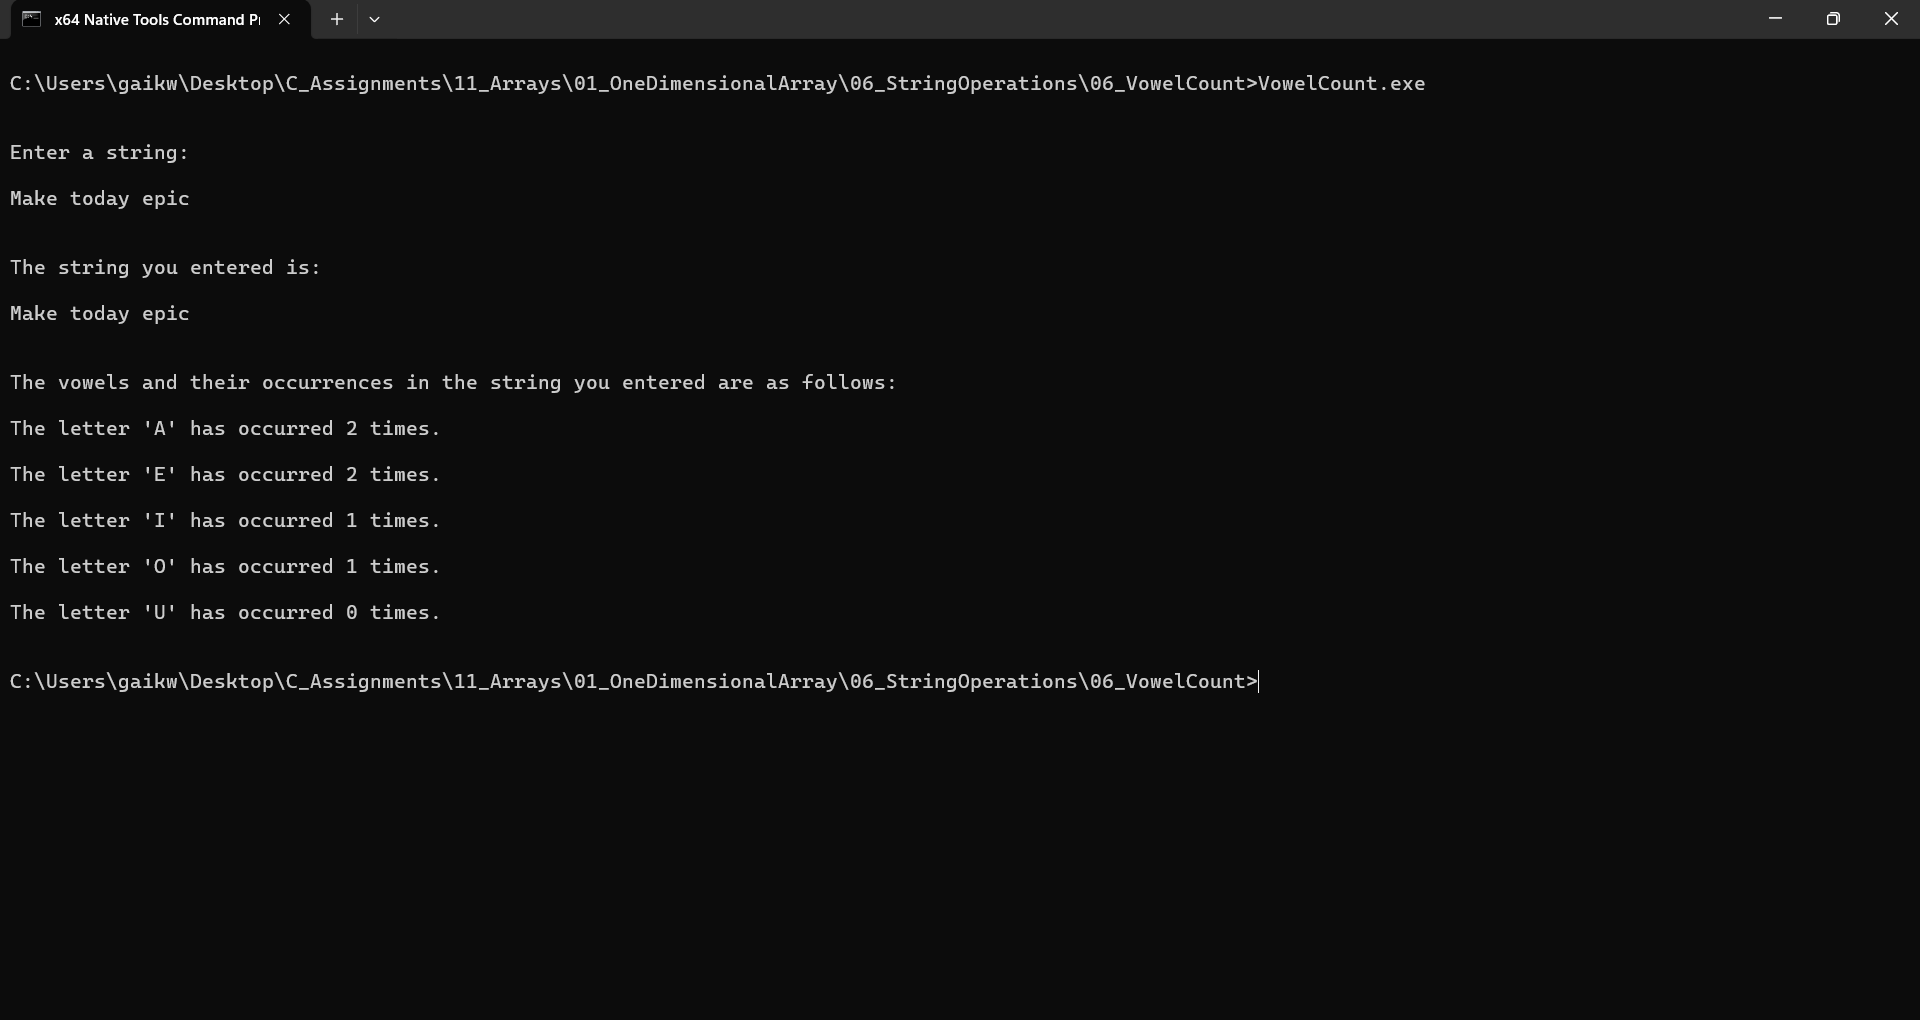 x64 Native Tools Command P
C:\Users\gaikw\Desktop\C_Assignments\11_Arrays\01_OneDimensionalArray\06_StringOperations\06_VowelCount>VowelCount.exe
Enter a string:
Make today epic
The string you entered is:
Make today epic
The vowels and their occurrences in the string you entered are as follows:
The letter 'A' has occurred 2 times.
The letter 'E' has occurred 2 times.
The letter 'I' has occurred 1 times.
The letter 'O' has occurred 1 times.
The letter 'U' has occurred 0 times.
C:\Users\gaikw\Desktop\C_Assignments\11_Arrays\01_OneDimensionalArray\06_StringOperations\06_VowelCount>